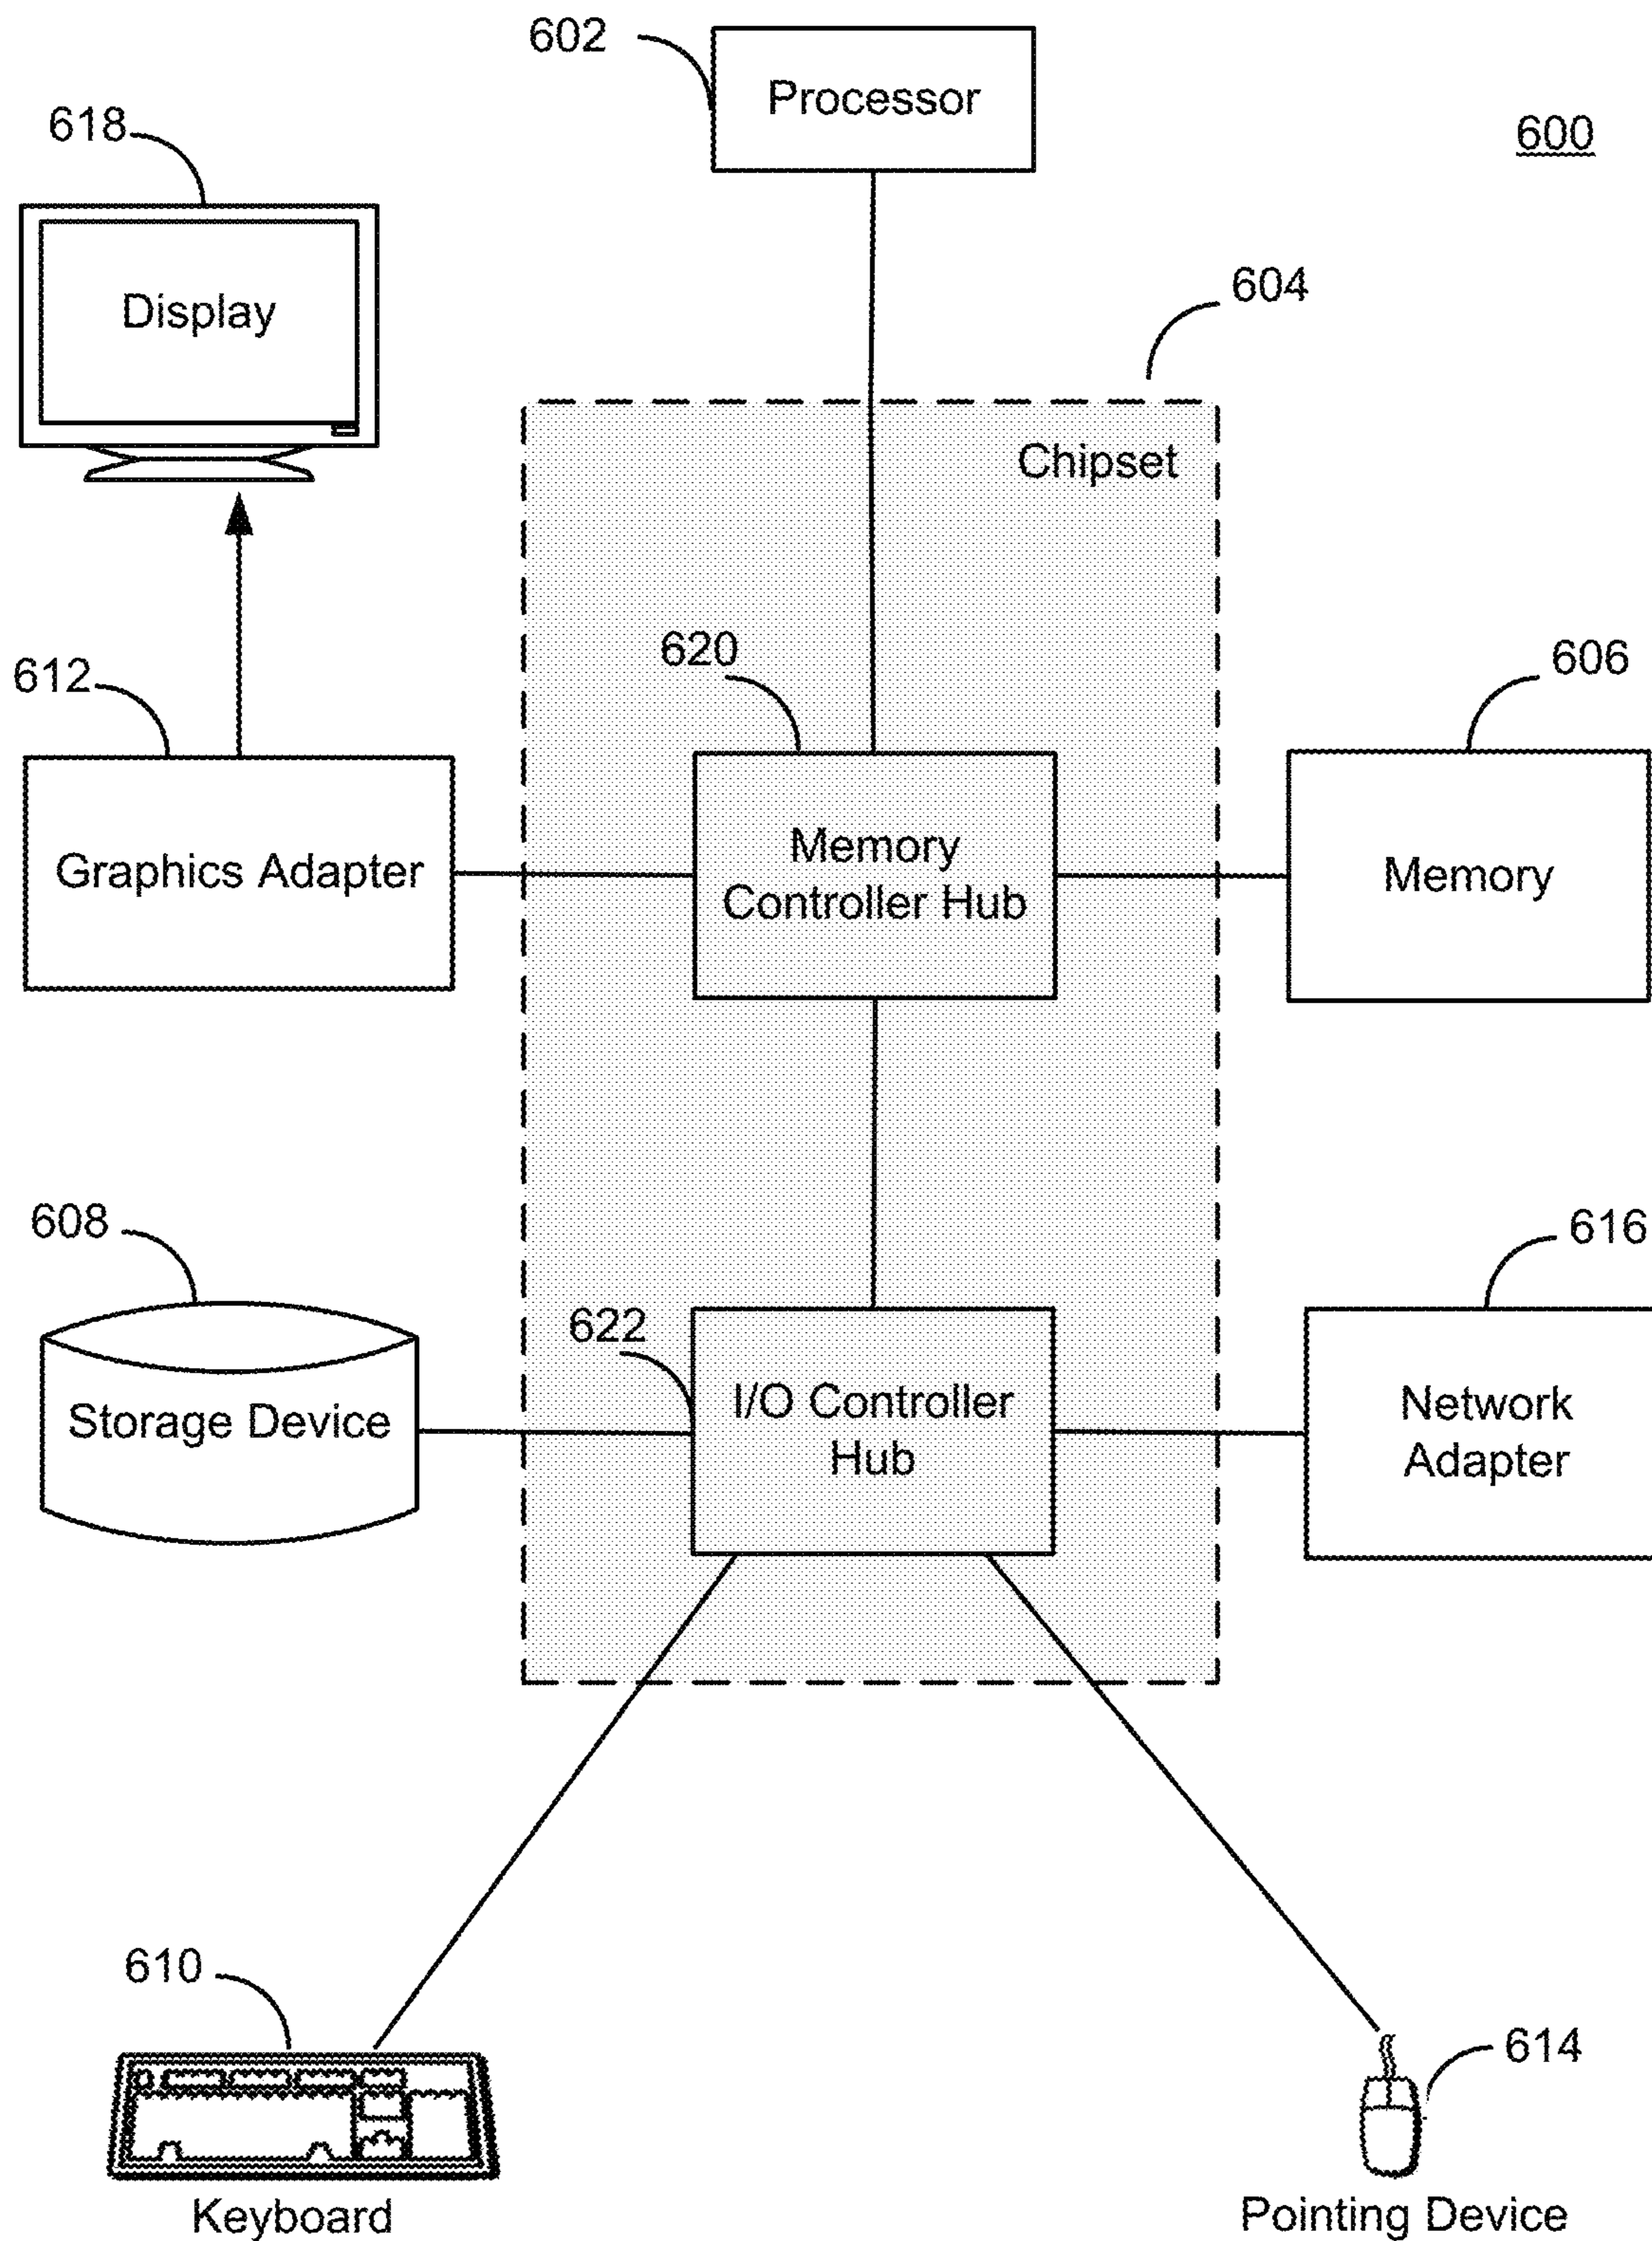 602
Processor
618
600
Display
604
Chipset
620
612
606
Graphics Adapter
Memory
Controller Hub
Memory
608
616
622
Storage Device
I/O Controller
Hub
Network
Adapter
610
614
Keyboard
Pointing Device